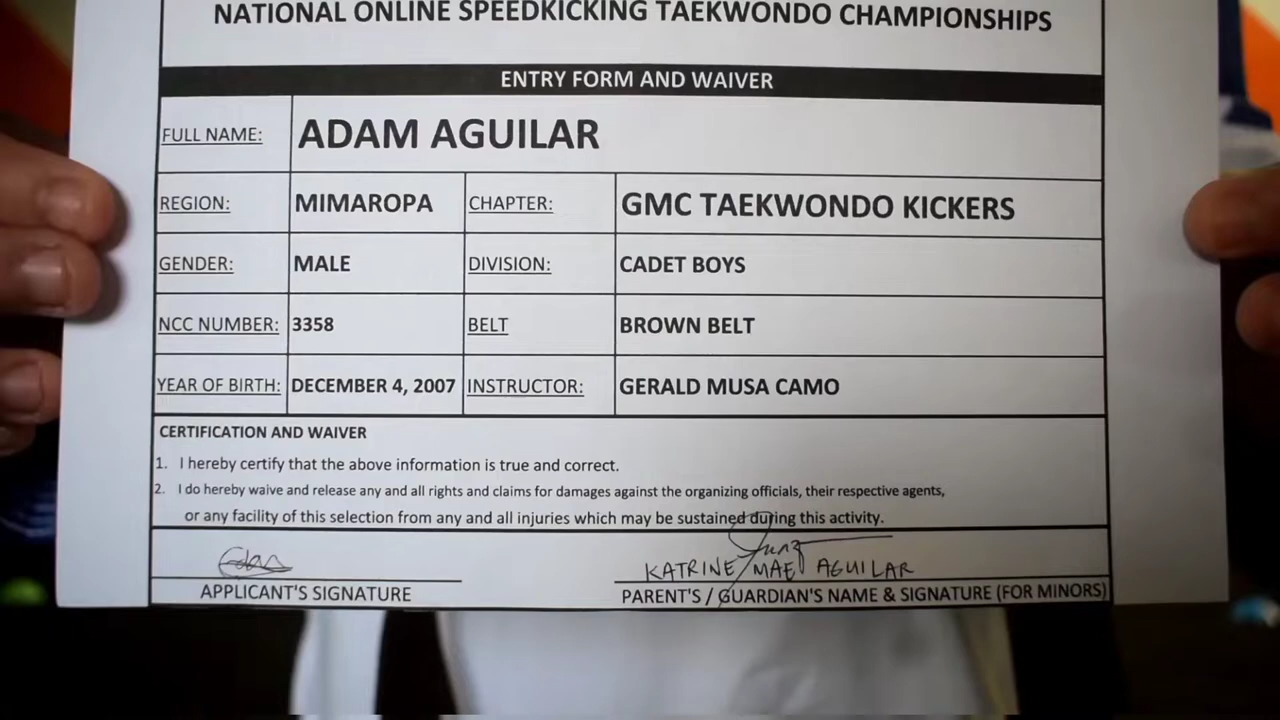 NATIONAL ONLINE SPEEDKICKING TAEKWONDO CHAMPIONSHIPS
ENTRY FORM AND WAIVER
FULL NAME: ADAM AGUILAR
REGION: MIMAROPA CHAPTER: GMC TAEKWONDO KICKERS
GENDER: MALE DIVISION: CADET BOYS
NCC NUMBER: 3358 BELT BROWN BELT
YEAR OF BIRTH: DECEMBER 4, 2007 INSTRUCTOR: GERALD MUSA CAMO
CERTIFICATION AND WAIVER
1. I hereby certify that the above information is true and correct.
2. I do hereby waive and release any and all rights and claims for damages against the organizing officials, their respective agents,
or any facility of this selection from any and all injuries which may be sustained during this activity.
KATRINE MAE AGUILAR
APPLICANT'S SIGNATURE PARENT'S / GUARDIAN'S NAME & SIGNATURE (FOR MINORS)